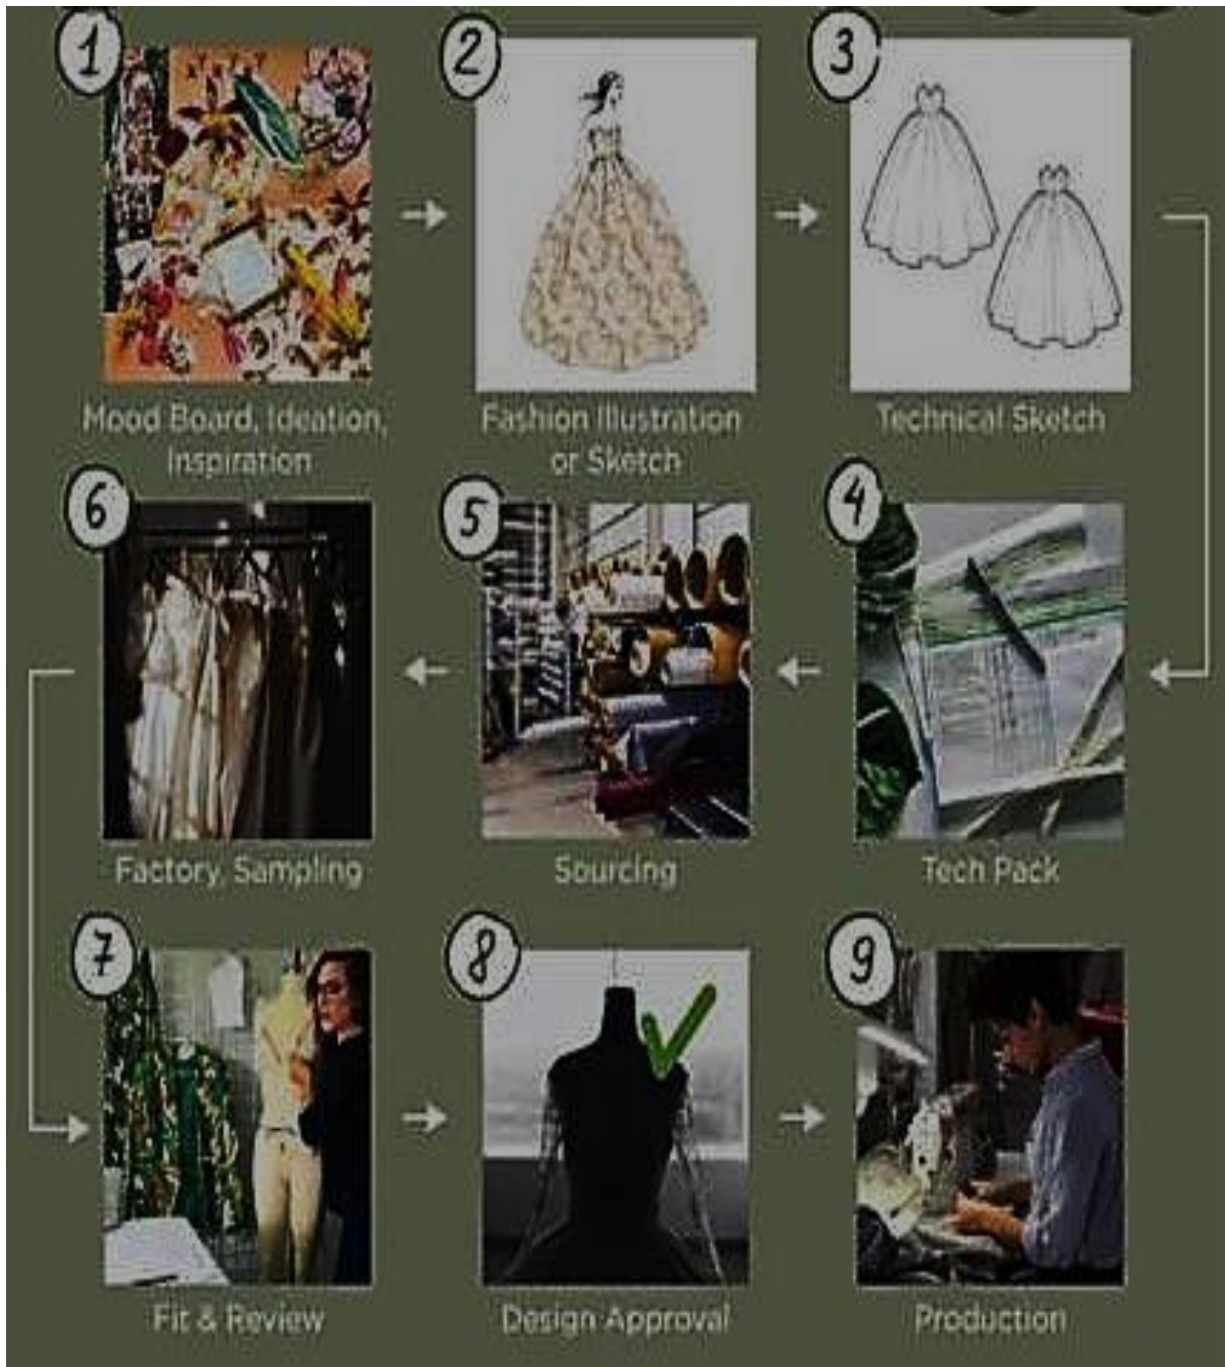 1
Mood Board, Ideation,
Inspiration
2
Fashion Illustration
or Sketch
3
Technical Sketch
4
Tech Pack
5
Sourcing
6
Factory, Sampling
7
Fit & Review
8
Design Approval
9
Production